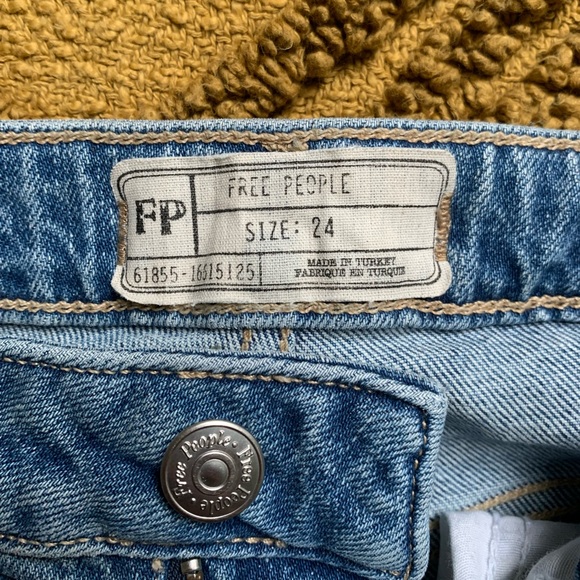 FP
FREE PEOPLE
SIZE: 24
61855-16615125
MADE IN TURKEY
FABRIQUE EN TURQUIE
Free People · Free People ·